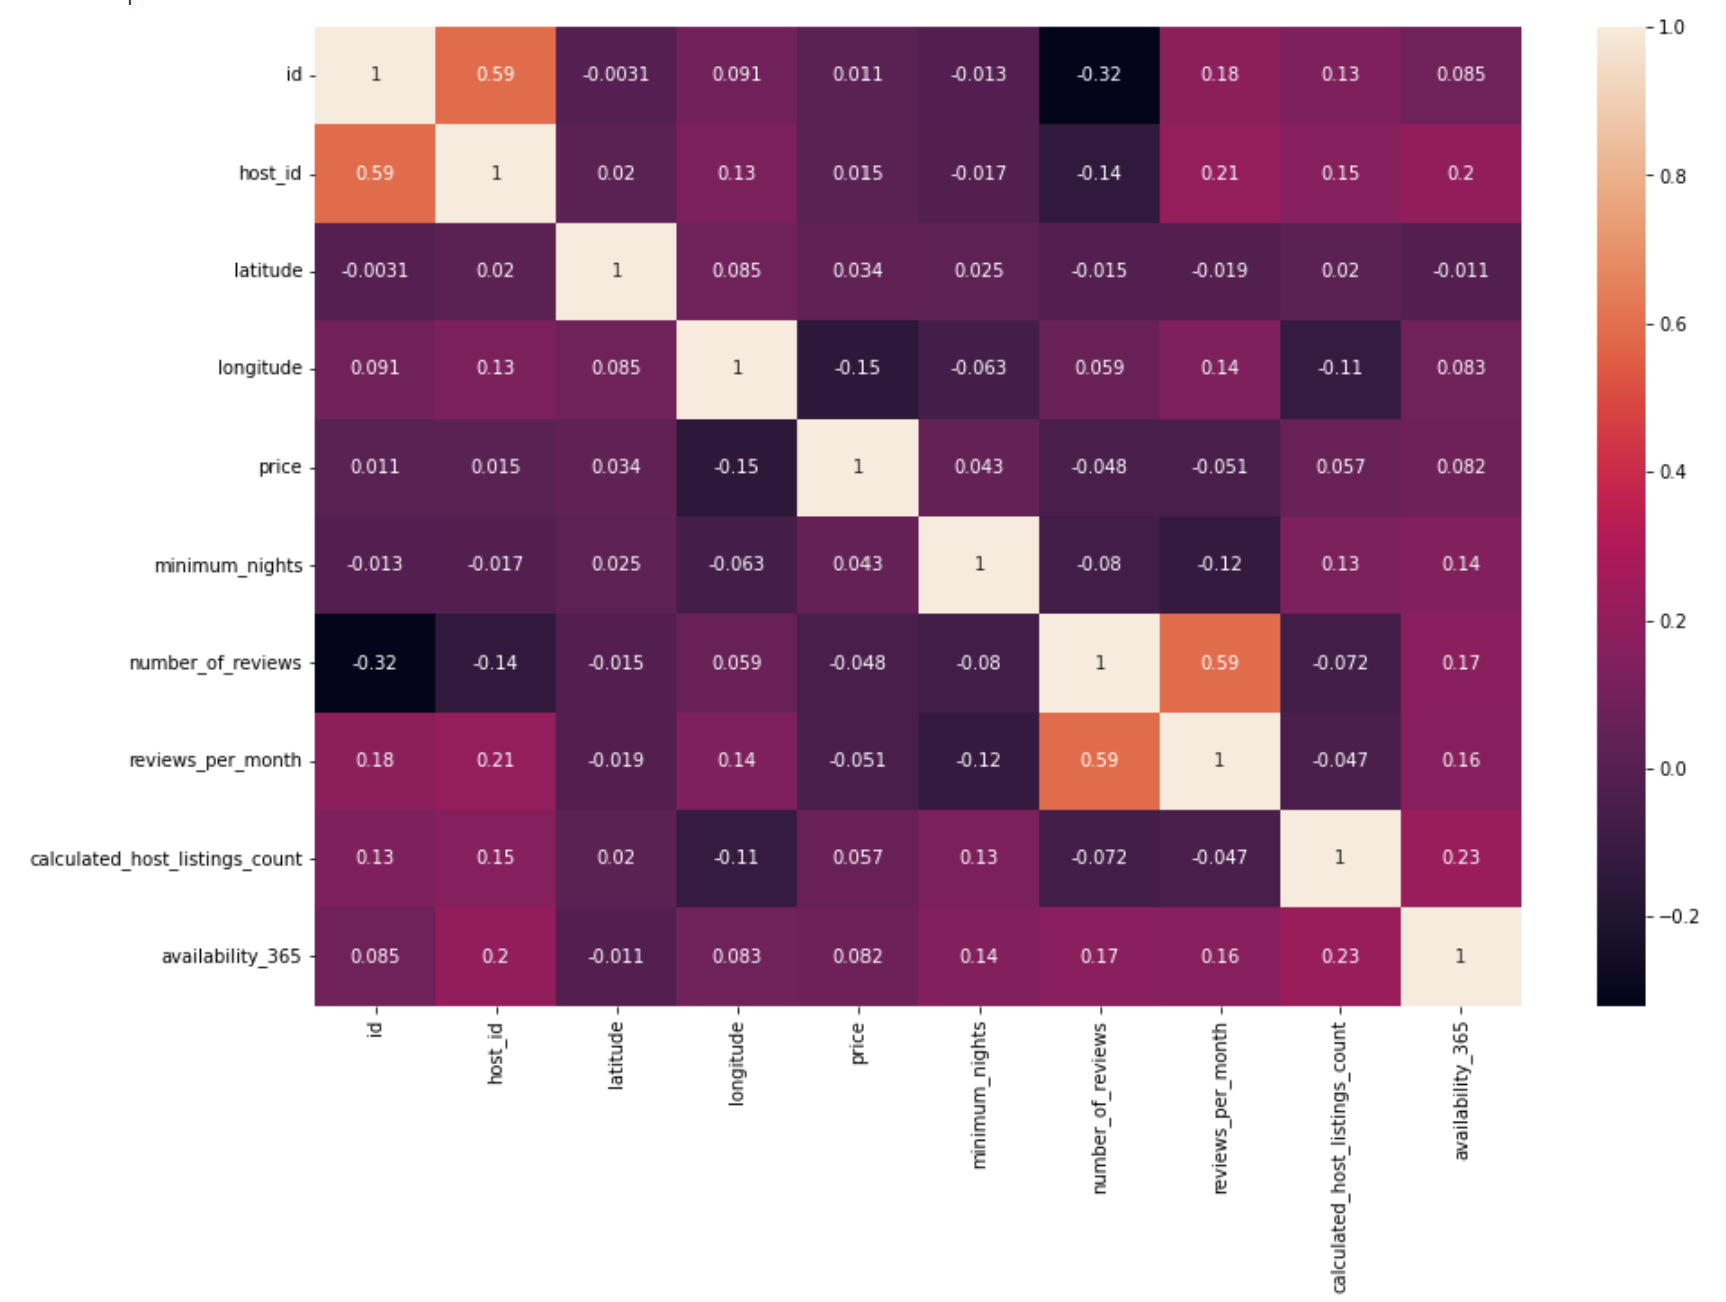 id 1 0.59 -0.0031 0.091 0.011 -0.013 -0.32 0.18 0.13 0.085
host_id 0.59 1 0.02 0.13 0.015 -0.017 -0.14 0.21 0.15 0.2
latitude -0.0031 0.02 1 0.085 0.034 0.025 -0.015 -0.019 0.02 -0.011
longitude 0.091 0.13 0.085 1 -0.15 -0.063 0.059 0.14 -0.11 0.083
price 0.011 0.015 0.034 -0.15 1 0.043 -0.048 -0.051 0.057 0.082
minimum_nights -0.013 -0.017 0.025 -0.063 0.043 1 -0.08 -0.12 0.13 0.14
number_of_reviews -0.32 -0.14 -0.015 0.059 -0.048 -0.08 1 0.59 -0.072 0.17
reviews_per_month 0.18 0.21 -0.019 0.14 -0.051 -0.12 0.59 1 -0.047 0.16
calculated_host_listings_count 0.13 0.15 0.02 -0.11 0.057 0.13 -0.072 -0.047 1 0.23
availability_365 0.085 0.2 -0.011 0.083 0.082 0.14 0.17 0.16 0.23 1
id
host_id
latitude
longitude
price
minimum_nights
number_of_reviews
reviews_per_month
calculated_host_listings_count
availability_365
1.0
0.8
0.6
0.4
0.2
0.0
−0.2